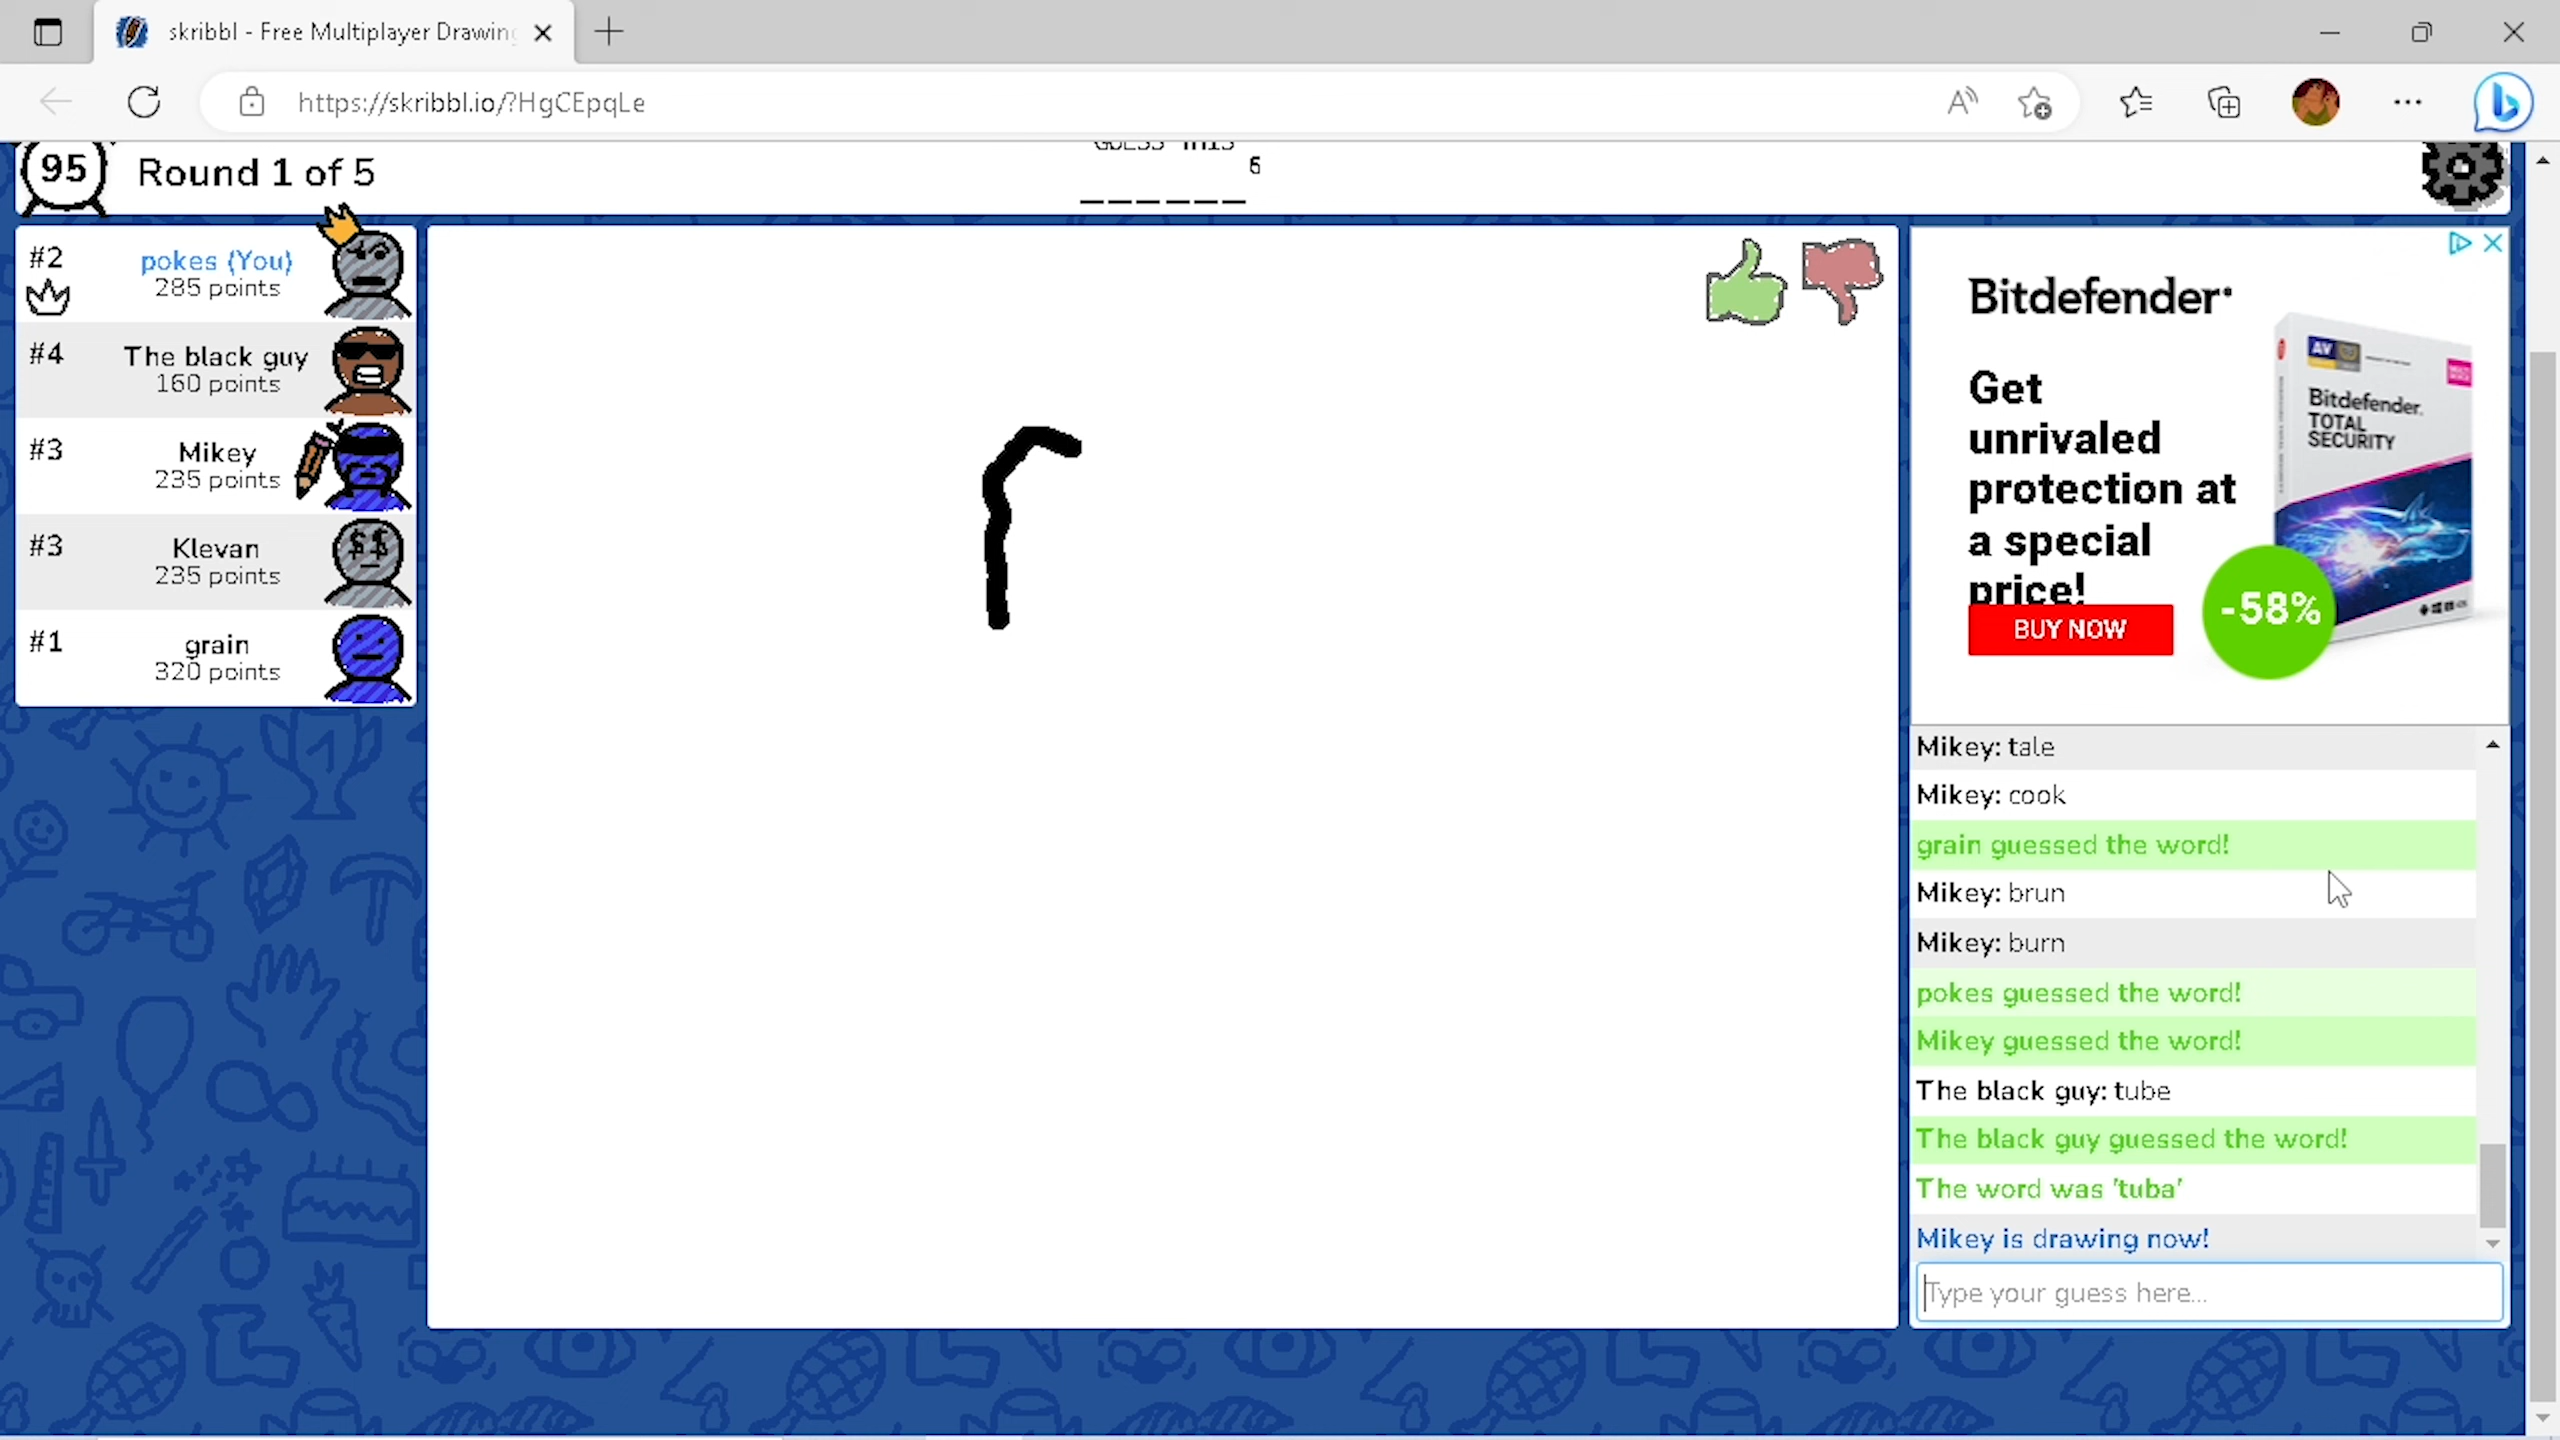 skribbl - Free Multiplayer Drawing
https://skribbl.io/?HgCEpqLe
GUESS THIS
6
95
Round 1 of 5
______
#2
pokes (You)
285 points
#4
The black guy
160 points
#3
Mikey
235 points
#3
Klevan
235 points
#1
grain
320 points
Bitdefender
Get
unrivaled
protection at
a special
price!
BUY NOW
AV
Bitdefender.
TOTAL
SECURITY
-58%
Mikey: tale
Mikey: cook
grain guessed the word!
Mikey: brun
Mikey: burn
pokes guessed the word!
Mikey guessed the word!
The black guy: tube
The black guy guessed the word!
The word was 'tuba'
Mikey is drawing now!
Type your guess here...